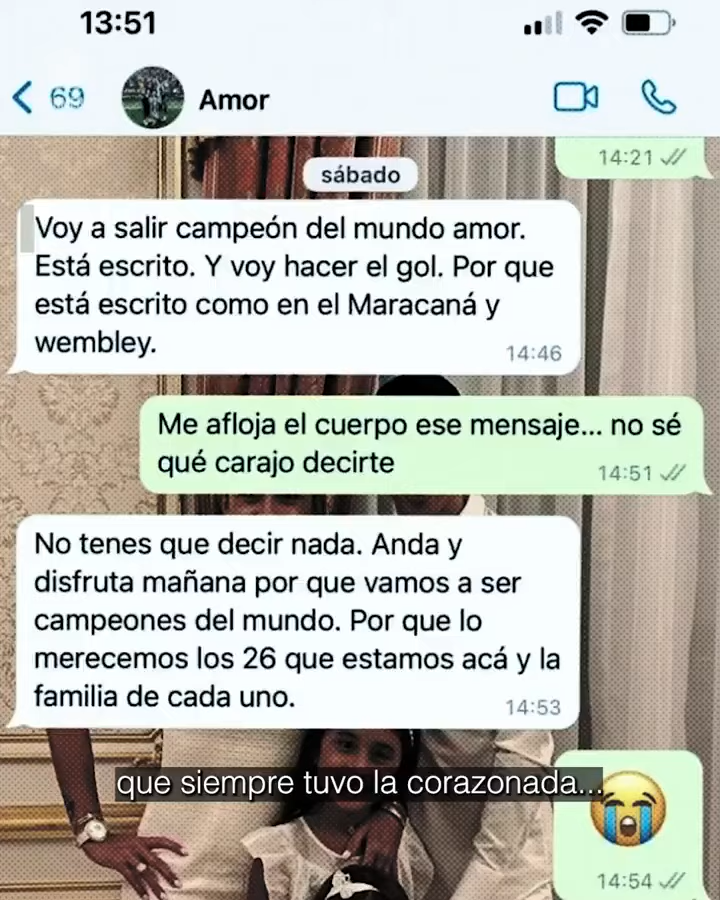 13:51
69
Amor
14:21
sábado
Voy a salir campeón del mundo amor.
Está escrito. Y voy hacer el gol. Por que
está escrito como en el Maracaná y
wembley.
14:46
Me afloja el cuerpo ese mensaje... no sé
qué carajo decirte
14:51
No tenes que decir nada. Anda y
disfruta mañana por que vamos a ser
campeones del mundo. Por que lo
merecemos los 26 que estamos acá y la
familia de cada uno.
14:53
que siempre tuvo la corazonada...
14:54